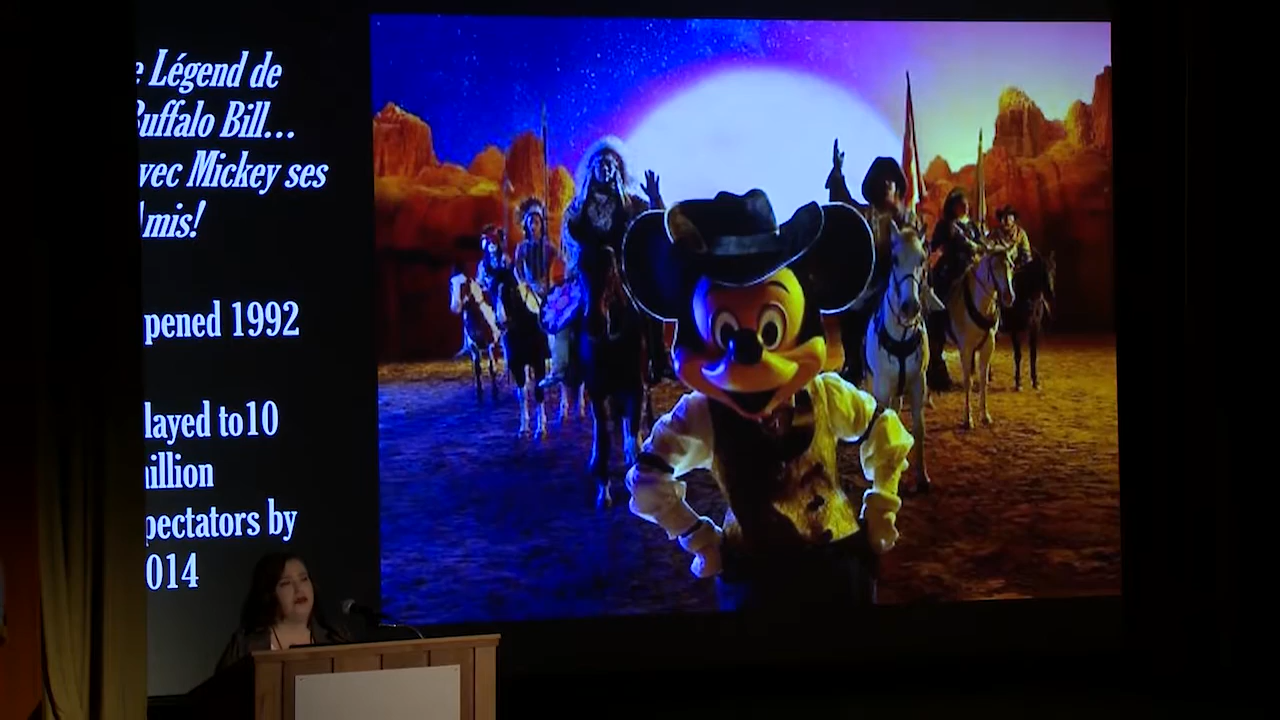 e Légend de
Buffalo Bill...
vec Mickey ses
Amis!
pened 1992
layed to10
illion
pectators by
014